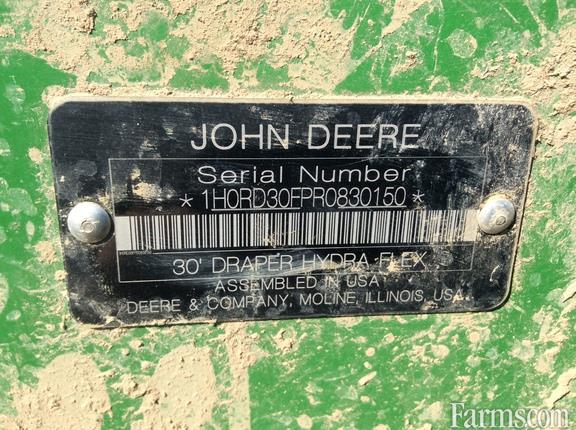 JOHN DEERE
Serial Number
* 1H0RD30FPR0830150 *
30' DRAPER HYDRA FLEX
ASSEMBLED IN USA
DEERE & COMPANY, MOLINE, ILLINOIS, USA
Farms.com